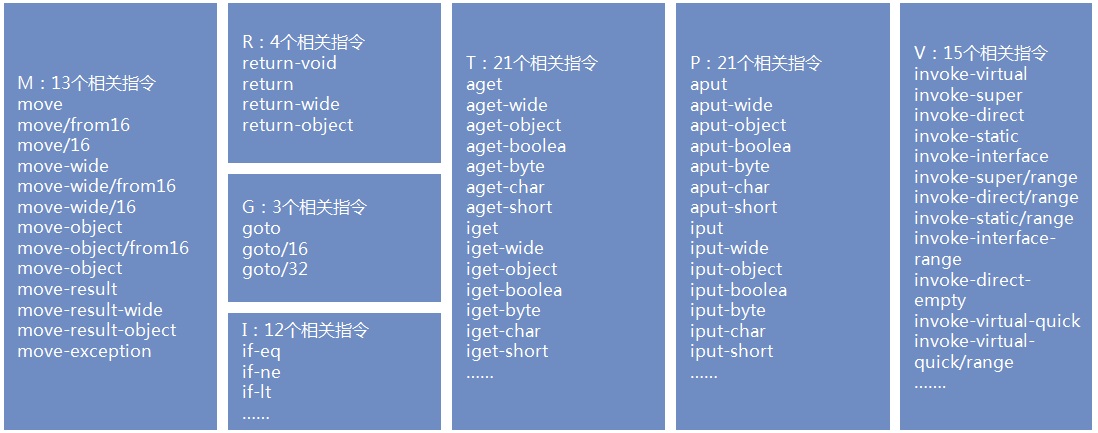 M：13个相关指令
move
move/from16
move/16
move-wide
move-wide/from16
move-wide/16
move-object
move-object/from16
move-object
move-result
move-result-wide
move-result-object
move-exception
R：4个相关指令
return-void
return
return-wide
return-object
G：3个相关指令
goto
goto/16
goto/32
I：12个相关指令
if-eq
if-ne
if-lt
……
T：21个相关指令
aget
aget-wide
aget-object
aget-boolea
aget-byte
aget-char
aget-short
iget
iget-wide
iget-object
iget-boolea
iget-byte
iget-char
iget-short
……
P：21个相关指令
aput
aput-wide
aput-object
aput-boolea
aput-byte
aput-char
aput-short
iput
iput-wide
iput-object
iput-boolea
iput-byte
iput-char
iput-short
……
V：15个相关指令
invoke-virtual
invoke-super
invoke-direct
invoke-static
invoke-interface
invoke-super/range
invoke-direct/range
invoke-static/range
invoke-interface-
range
invoke-direct-
empty
invoke-virtual-quick
invoke-virtual-
quick/range
…….